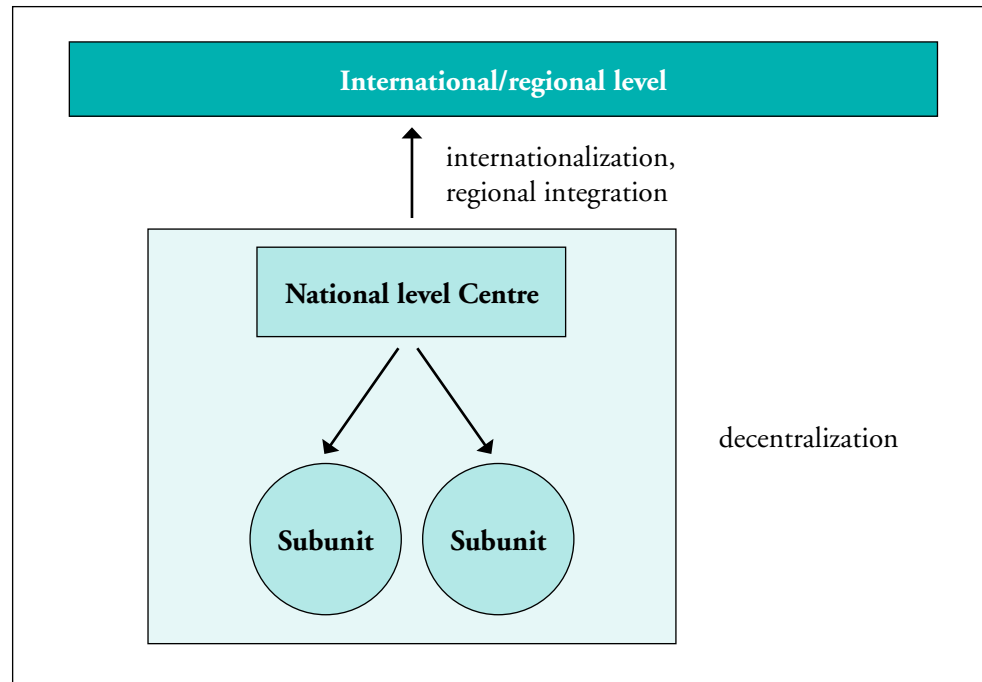 International/regional level
internationalization,
regional integration
National level Centre
decentralization
Subunit
Subunit